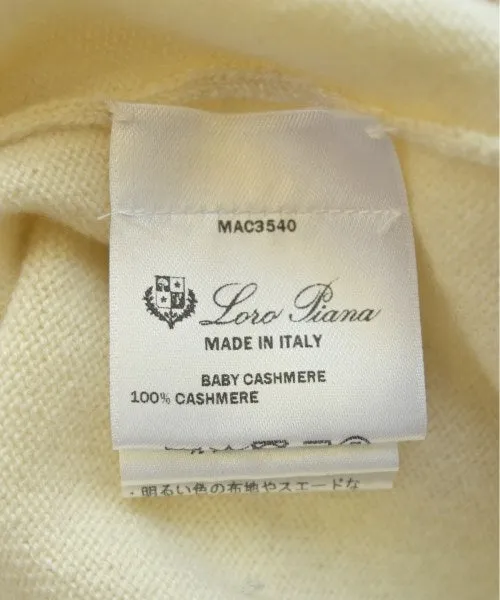 MAC3540
Loro Piana
MADE IN ITALY
BABY CASHMERE
100% CASHMERE
・明るい色の布地やスエードな